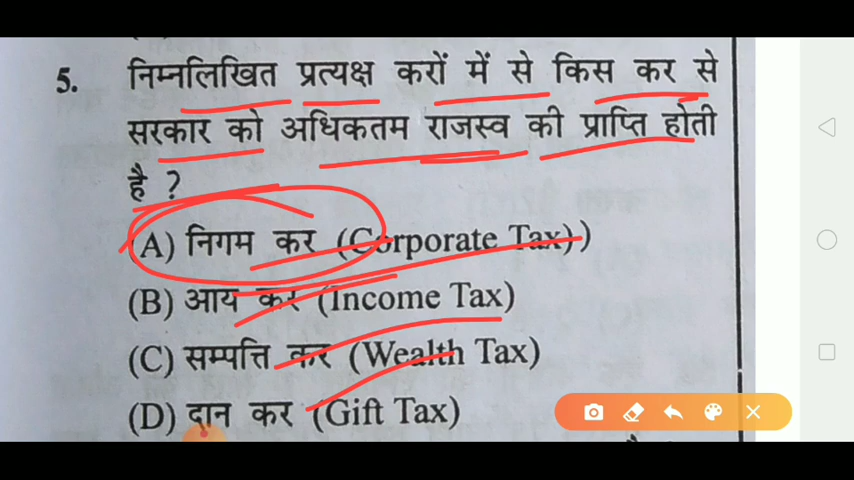 5. निम्नलिखित प्रत्यक्ष करों में से किस कर से
सरकार को अधिकतम राजस्व की प्राप्ति होती
है ?
(A) निगम कर (Corporate Tax))
(B) आय कर (Income Tax)
(C) सम्पत्ति कर (Wealth Tax)
(D) दान कर (Gift Tax)